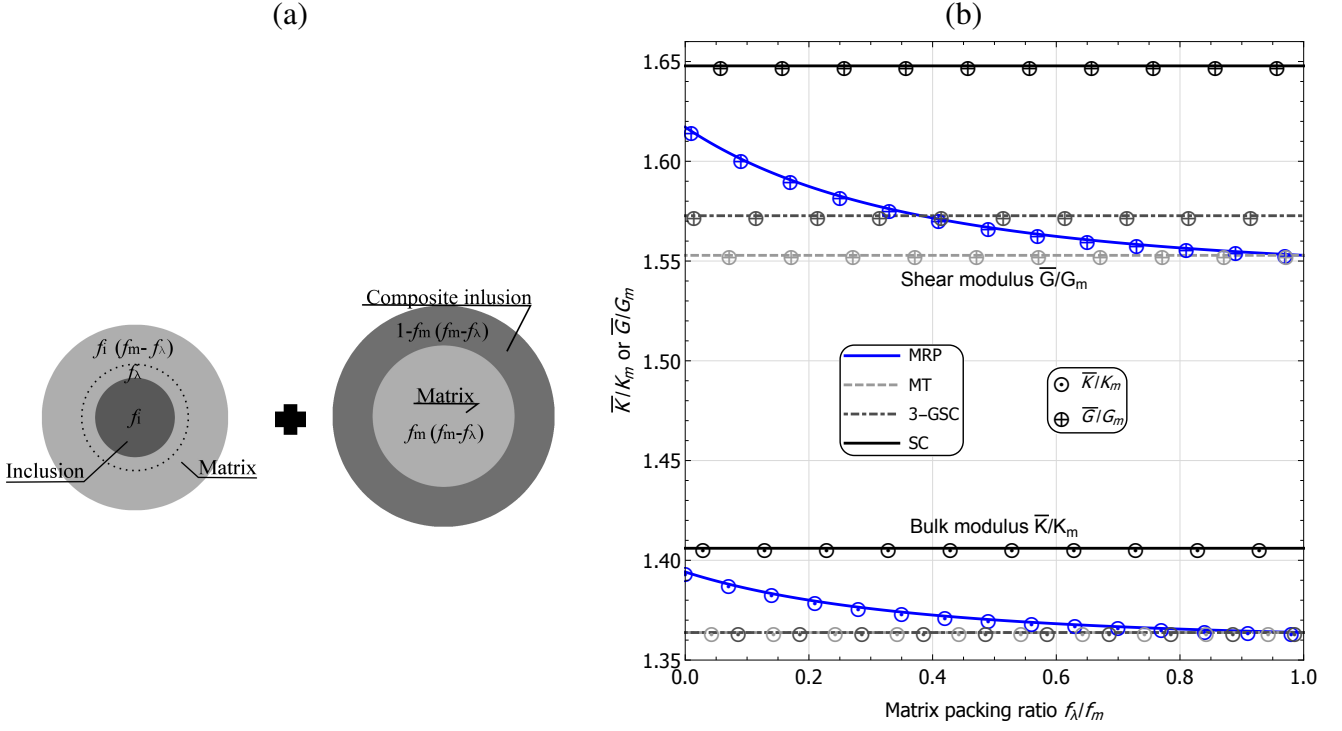 (a)
(b)
fi (fm- fλ)
fλ
fi
Inclusion
Matrix
Composite inlusion
1-fm (fm-fλ)
Matrix
fm (fm-fλ)
K̅/Km or G̅/Gm
1.65
1.60
1.55
1.50
1.45
1.40
1.35
Shear modulus G̅/Gm
MRP
MT
3-GSC
SC
K̅/Km
G̅/Gm
Bulk modulus K̅/Km
0.0 0.2 0.4 0.6 0.8 1.0
Matrix packing ratio fλ/fm